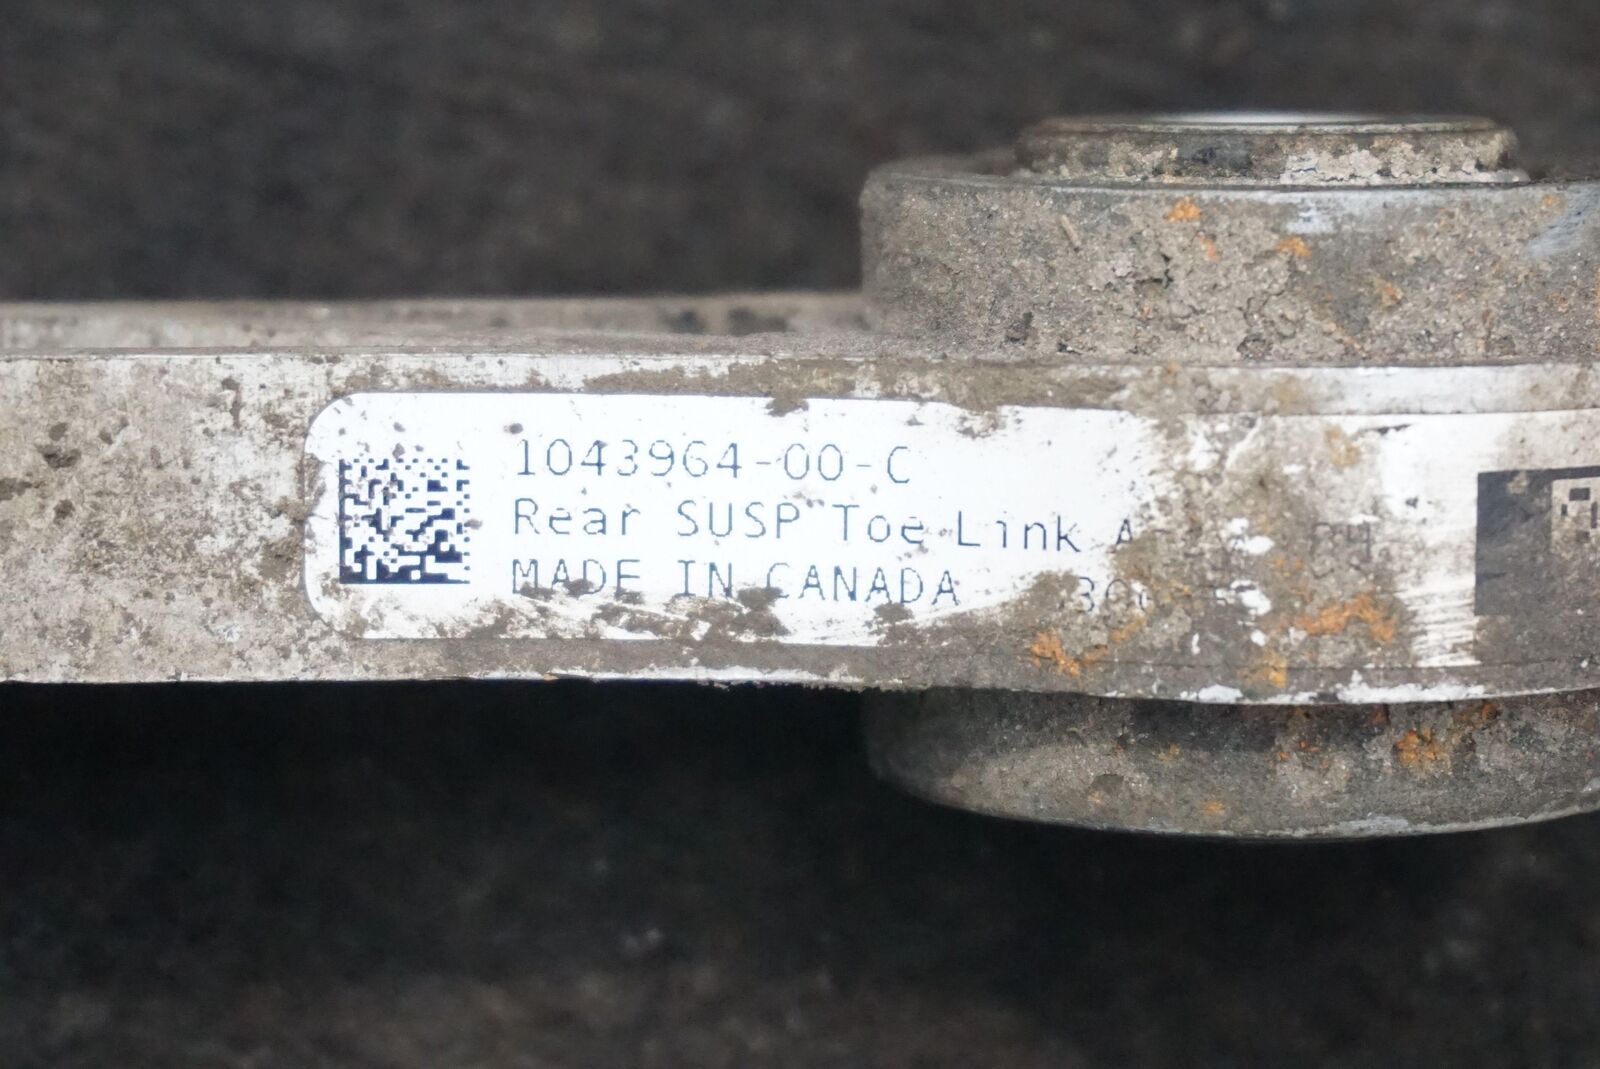 1043964-00-C
Rear SUSP Toe Link
MADE IN CANADA